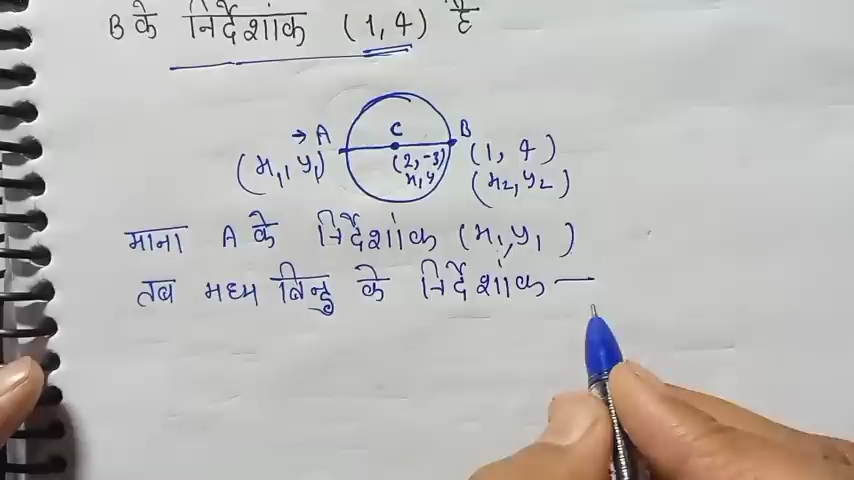 B के निर्देशांक (1,4) है
→ A C B
(x₁, y₁) (2,-3) (1, 4)
x,y (x₂, y₂)
माना A के निर्देशांक (x₁, y₁)
तब मध्य बिन्दु के निर्देशांक —